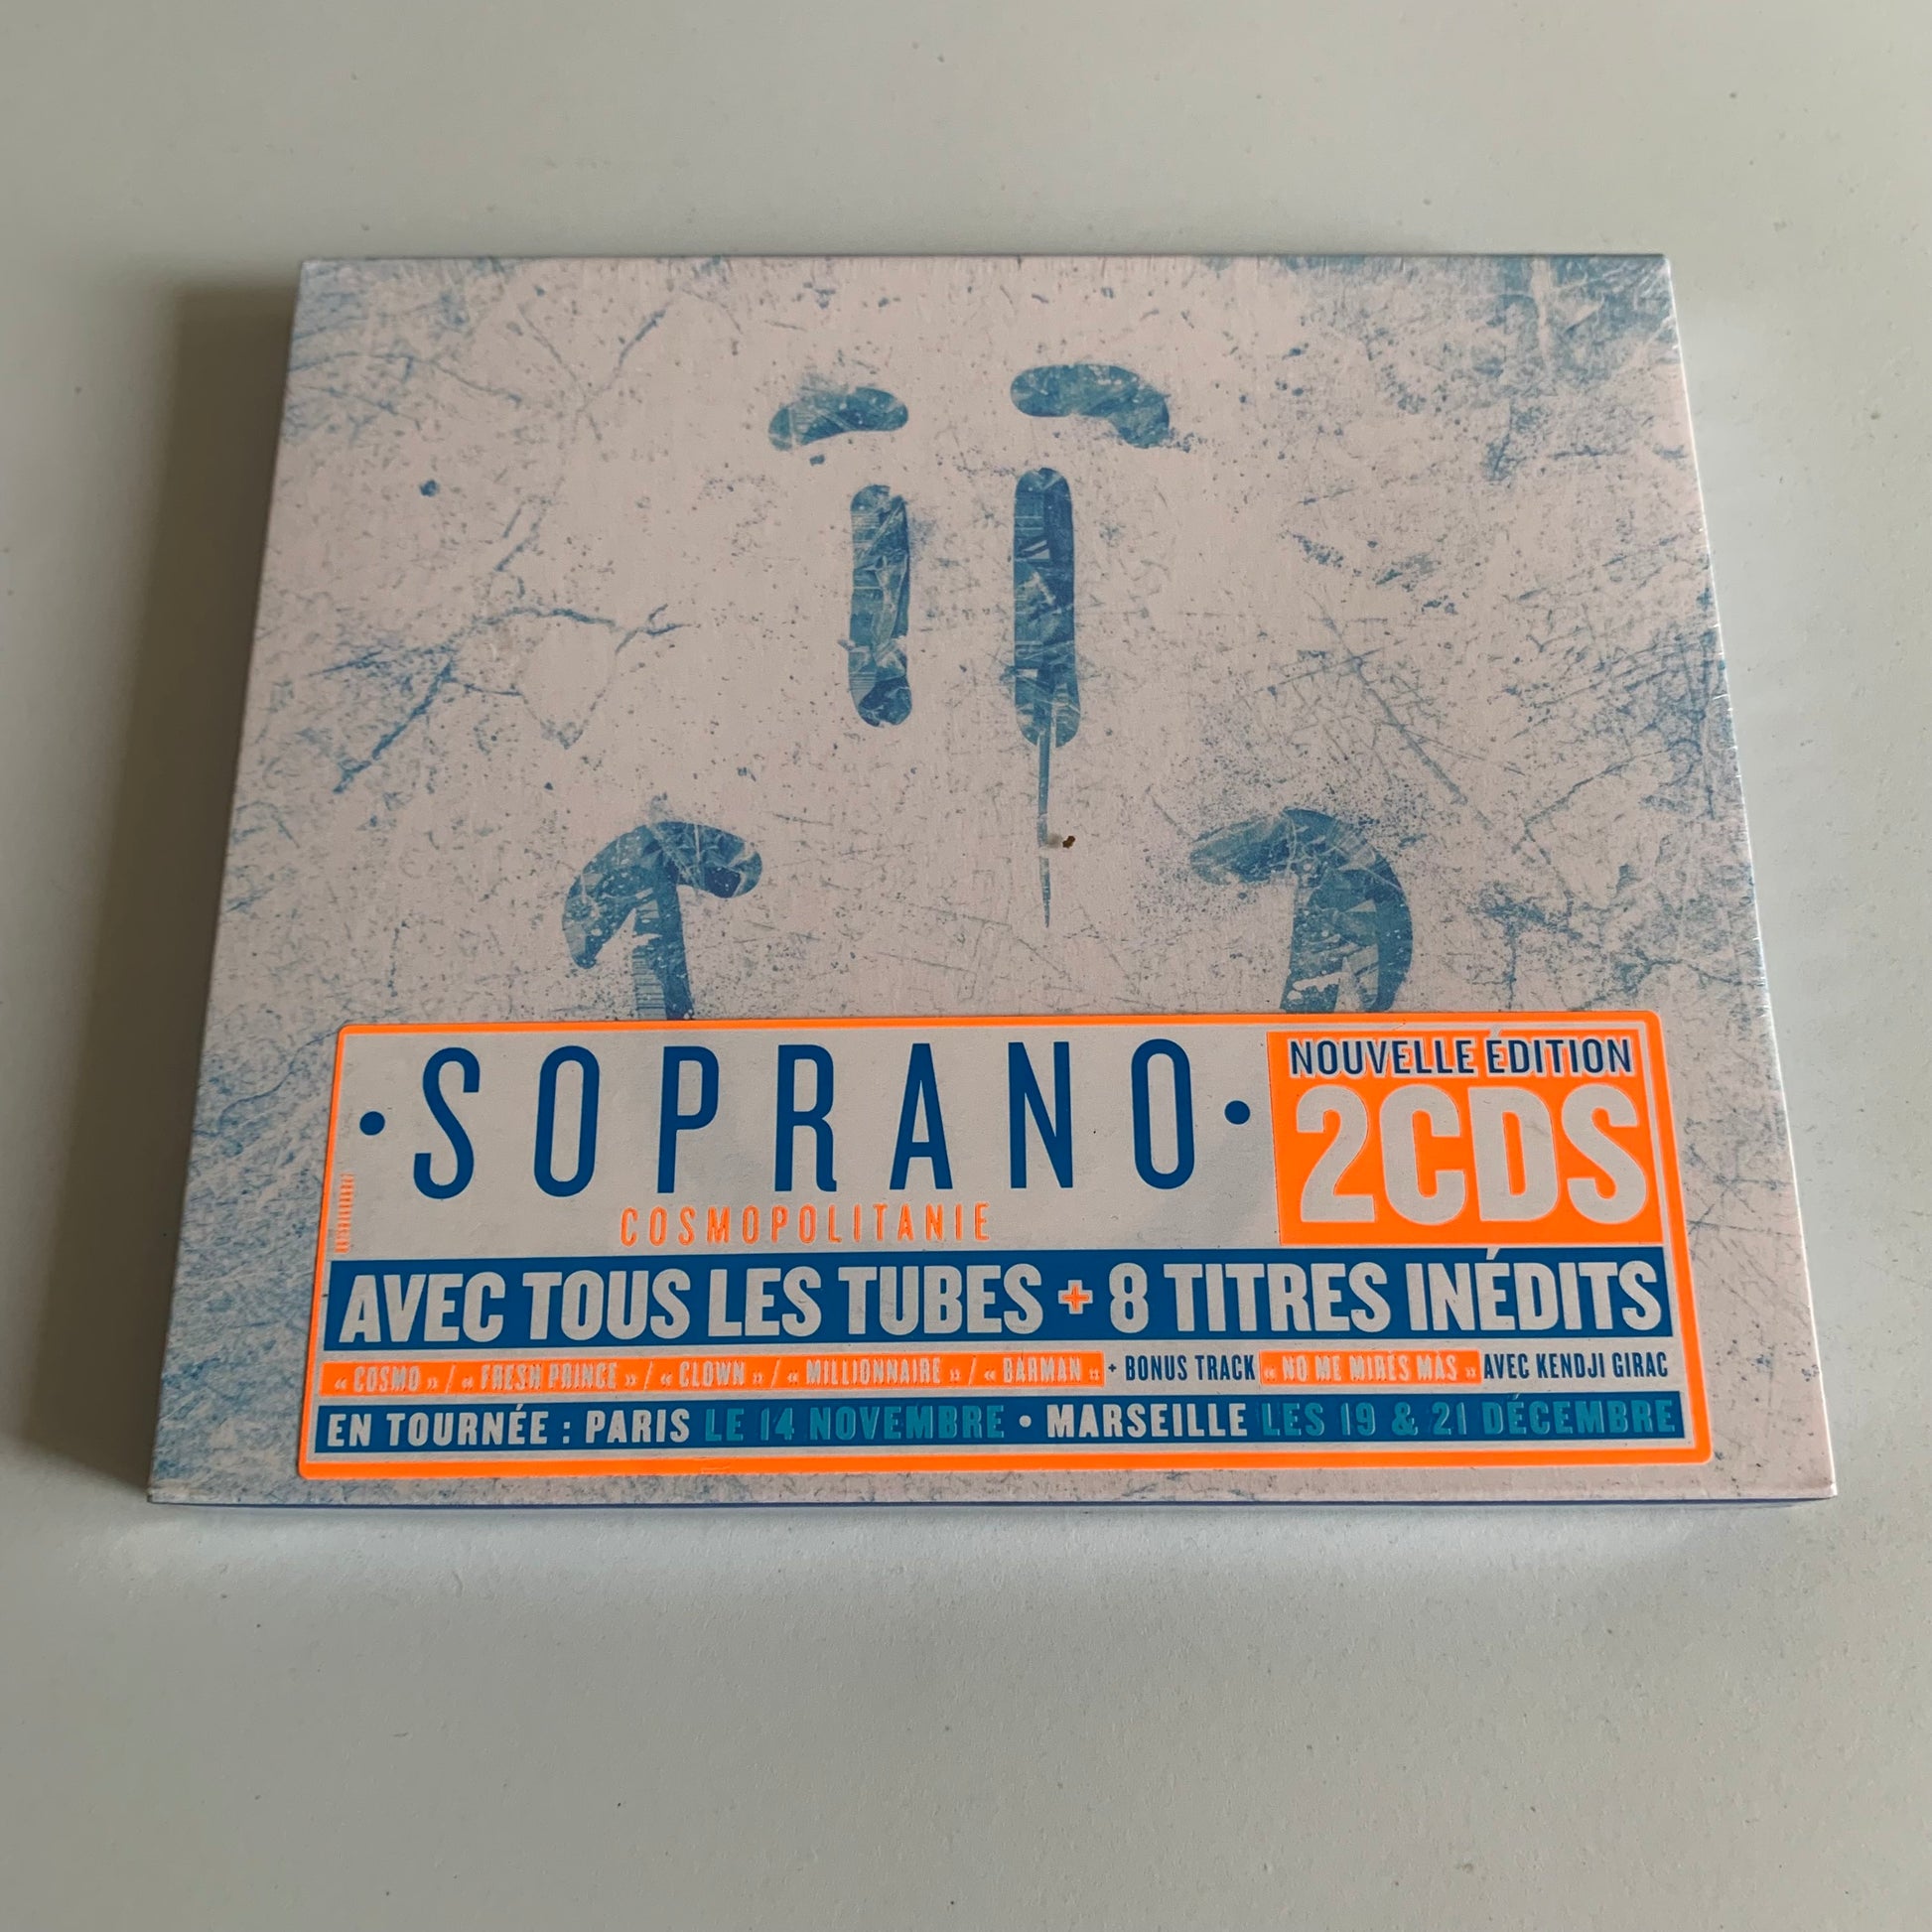 • SOPRANO •
COSMOPOLITANIE
NOUVELLE ÉDITION
2CDS
AVEC TOUS LES TUBES + 8 TITRES INÉDITS
« COSMO » / « FRESH PRINCE » / « CLOWN » / « MILLIONNAIRE » / « BARMAN » + BONUS TRACK « NO ME MIRES MÁS » AVEC KENDJI GIRAC
EN TOURNÉE : PARIS LE 14 NOVEMBRE • MARSEILLE LES 19 & 21 DÉCEMBRE